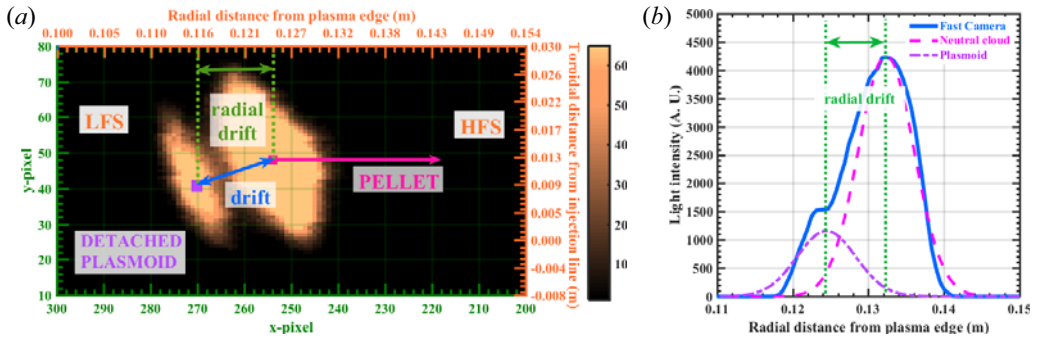 (a)
Radial distance from plasma edge (m)
0.100 0.105 0.111 0.116 0.121 0.127 0.132 0.138 0.143 0.149 0.154
80
70
60
50
40
30
20
10
y-pixel
LFS
radial
drift
HFS
PELLET
drift
DETACHED
PLASMOID
300 290 280 270 260 250 240 230 220 210 200
x-pixel
0.030
0.026
0.022
0.017
0.013
0.009
0.005
0.000
-0.004
-0.008
Toroidal distance from injection line (m)
60
50
40
30
20
10
(b)
5000
4500
4000
3500
3000
2500
2000
1500
1000
500
0
Light intensity (A. U.)
Fast Camera
Neutral cloud
Plasmoid
radial drift
0.11 0.12 0.13 0.14 0.15
Radial distance from plasma edge (m)